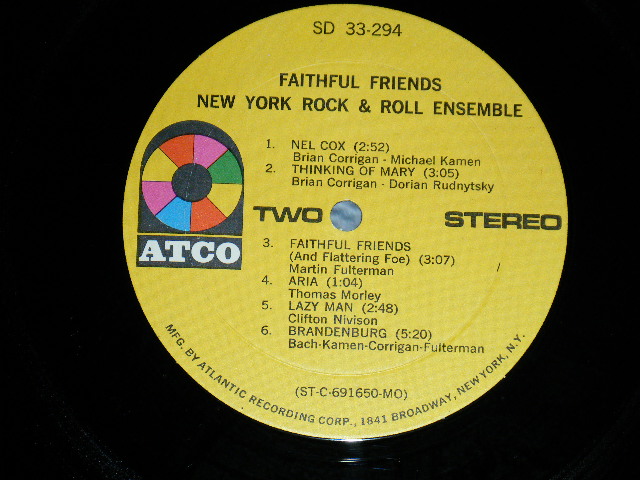 SD 33-294
FAITHFUL FRIENDS
NEW YORK ROCK & ROLL ENSEMBLE
1. NEL COX (2:52)
Brian Corrigan - Michael Kamen
2. THINKING OF MARY (3:05)
Brian Corrigan - Dorian Rudnytsky
TWO STEREO
ATCO
3. FAITHFUL FRIENDS
(And Flattering Foe) (3:07)
Martin Fulterman
4. ARIA (1:04)
Thomas Morley
5. LAZY MAN (2:48)
Clifton Nivison
6. BRANDENBURG (5:20)
Bach-Kamen-Corrigan-Fulterman
(ST-C-691650-MO)
MFG. BY ATLANTIC RECORDING CORP., 1841 BROADWAY, NEW YORK, N.Y.